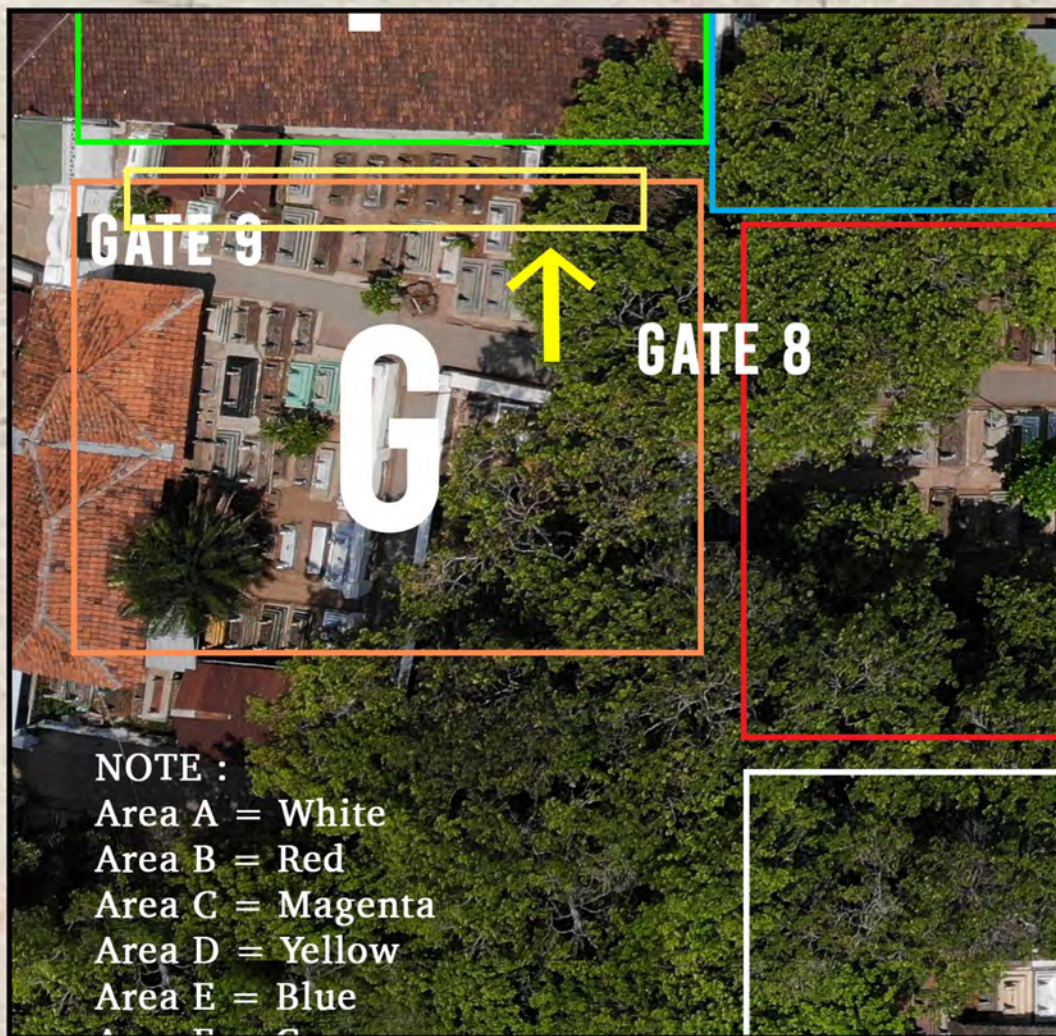 GATE 9
GATE 8
G
NOTE :
Area A = White
Area B = Red
Area C = Magenta
Area D = Yellow
Area E = Blue